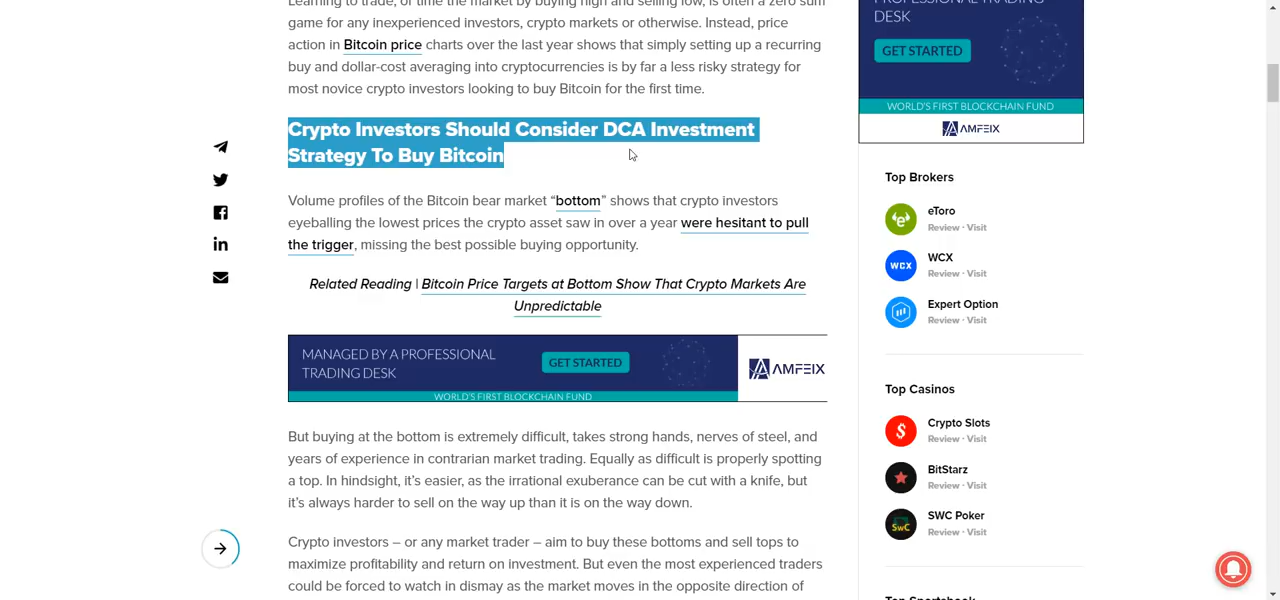 Learning to trade, or time the market by buying high and selling low, is often a zero sum
game for any inexperienced investors, crypto markets or otherwise. Instead, price
action in Bitcoin price charts over the last year shows that simply setting up a recurring
buy and dollar-cost averaging into cryptocurrencies is by far a less risky strategy for
most novice crypto investors looking to buy Bitcoin for the first time.
Crypto Investors Should Consider DCA Investment
Strategy To Buy Bitcoin
Volume profiles of the Bitcoin bear market “bottom” shows that crypto investors
eyeballing the lowest prices the crypto asset saw in over a year were hesitant to pull
the trigger, missing the best possible buying opportunity.
Related Reading | Bitcoin Price Targets at Bottom Show That Crypto Markets Are
Unpredictable
MANAGED BY A PROFESSIONAL
TRADING DESK
GET STARTED
AMFEIX
WORLD'S FIRST BLOCKCHAIN FUND
But buying at the bottom is extremely difficult, takes strong hands, nerves of steel, and
years of experience in contrarian market trading. Equally as difficult is properly spotting
a top. In hindsight, it’s easier, as the irrational exuberance can be cut with a knife, but
it’s always harder to sell on the way up than it is on the way down.
Crypto investors – or any market trader – aim to buy these bottoms and sell tops to
maximize profitability and return on investment. But even the most experienced traders
could be forced to watch in dismay as the market moves in the opposite direction of
PROFESSIONAL TRADING
DESK
GET STARTED
WORLD'S FIRST BLOCKCHAIN FUND
AMFEIX
Top Brokers
eToro
Review · Visit
WCX
WCX
Review · Visit
Expert Option
Review · Visit
Top Casinos
$
Crypto Slots
Review · Visit
BitStarz
Review · Visit
SWC
SWC Poker
Review · Visit
Top Sportsbook